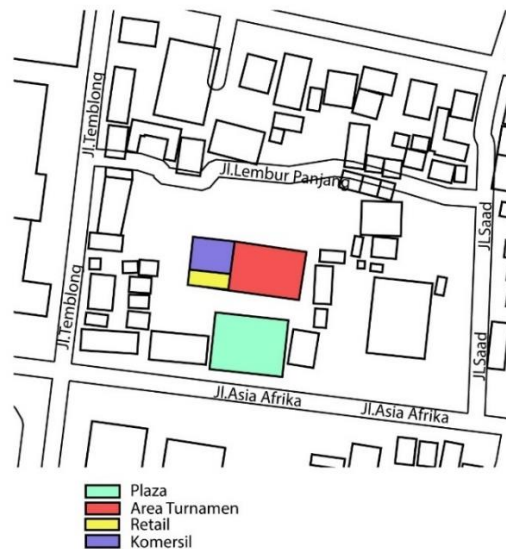 Jl.Temblong
Jl.Lembur Panjang
Jl.Saad
Jl.Temblong
Jl.Saad
Jl.Asia Afrika
Jl.Asia Afrika
Plaza
Area Turnamen
Retail
Komersil